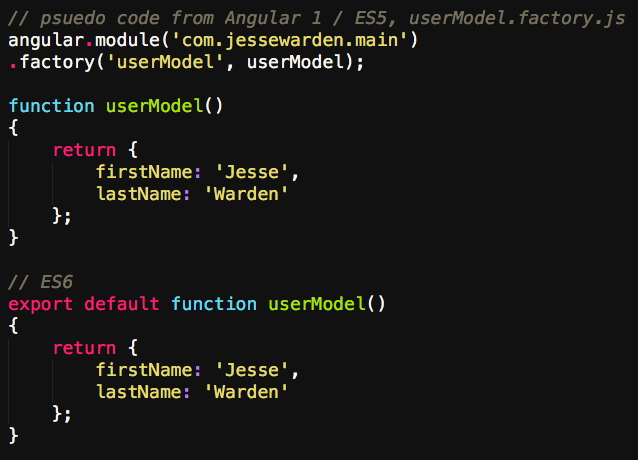 // psuedo code from Angular 1 / ES5, userModel.factory.js
angular.module('com.jessewarden.main')
.factory('userModel', userModel);
function userModel()
{
    return {
        firstName: 'Jesse',
        lastName: 'Warden'
    };
}
// ES6
export default function userModel()
{
    return {
        firstName: 'Jesse',
        lastName: 'Warden'
    };
}